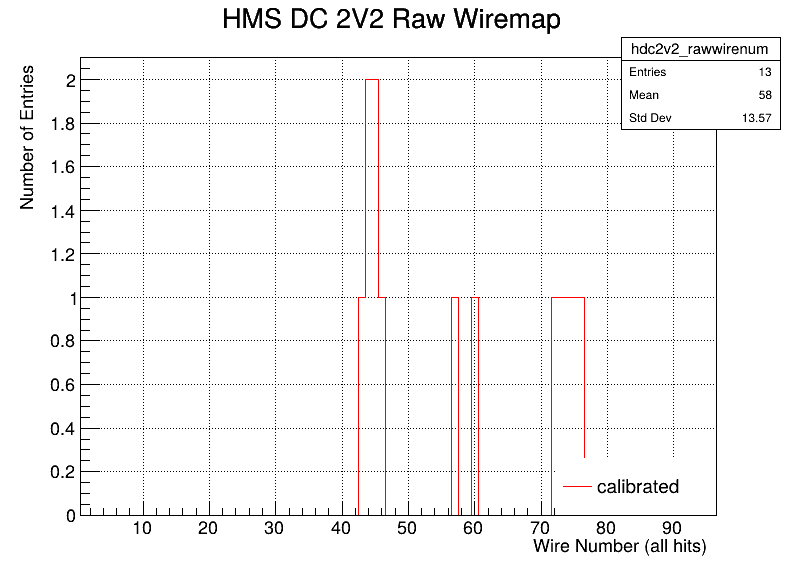 HMS DC 2V2 Raw Wiremap
hdc2v2_rawwirenum
Entries 13
Mean 58
Std Dev 13.57
Number of Entries
2
1.8
1.6
1.4
1.2
1
0.8
0.6
0.4
0.2
0
calibrated
10 20 30 40 50 60 70 80 90
Wire Number (all hits)